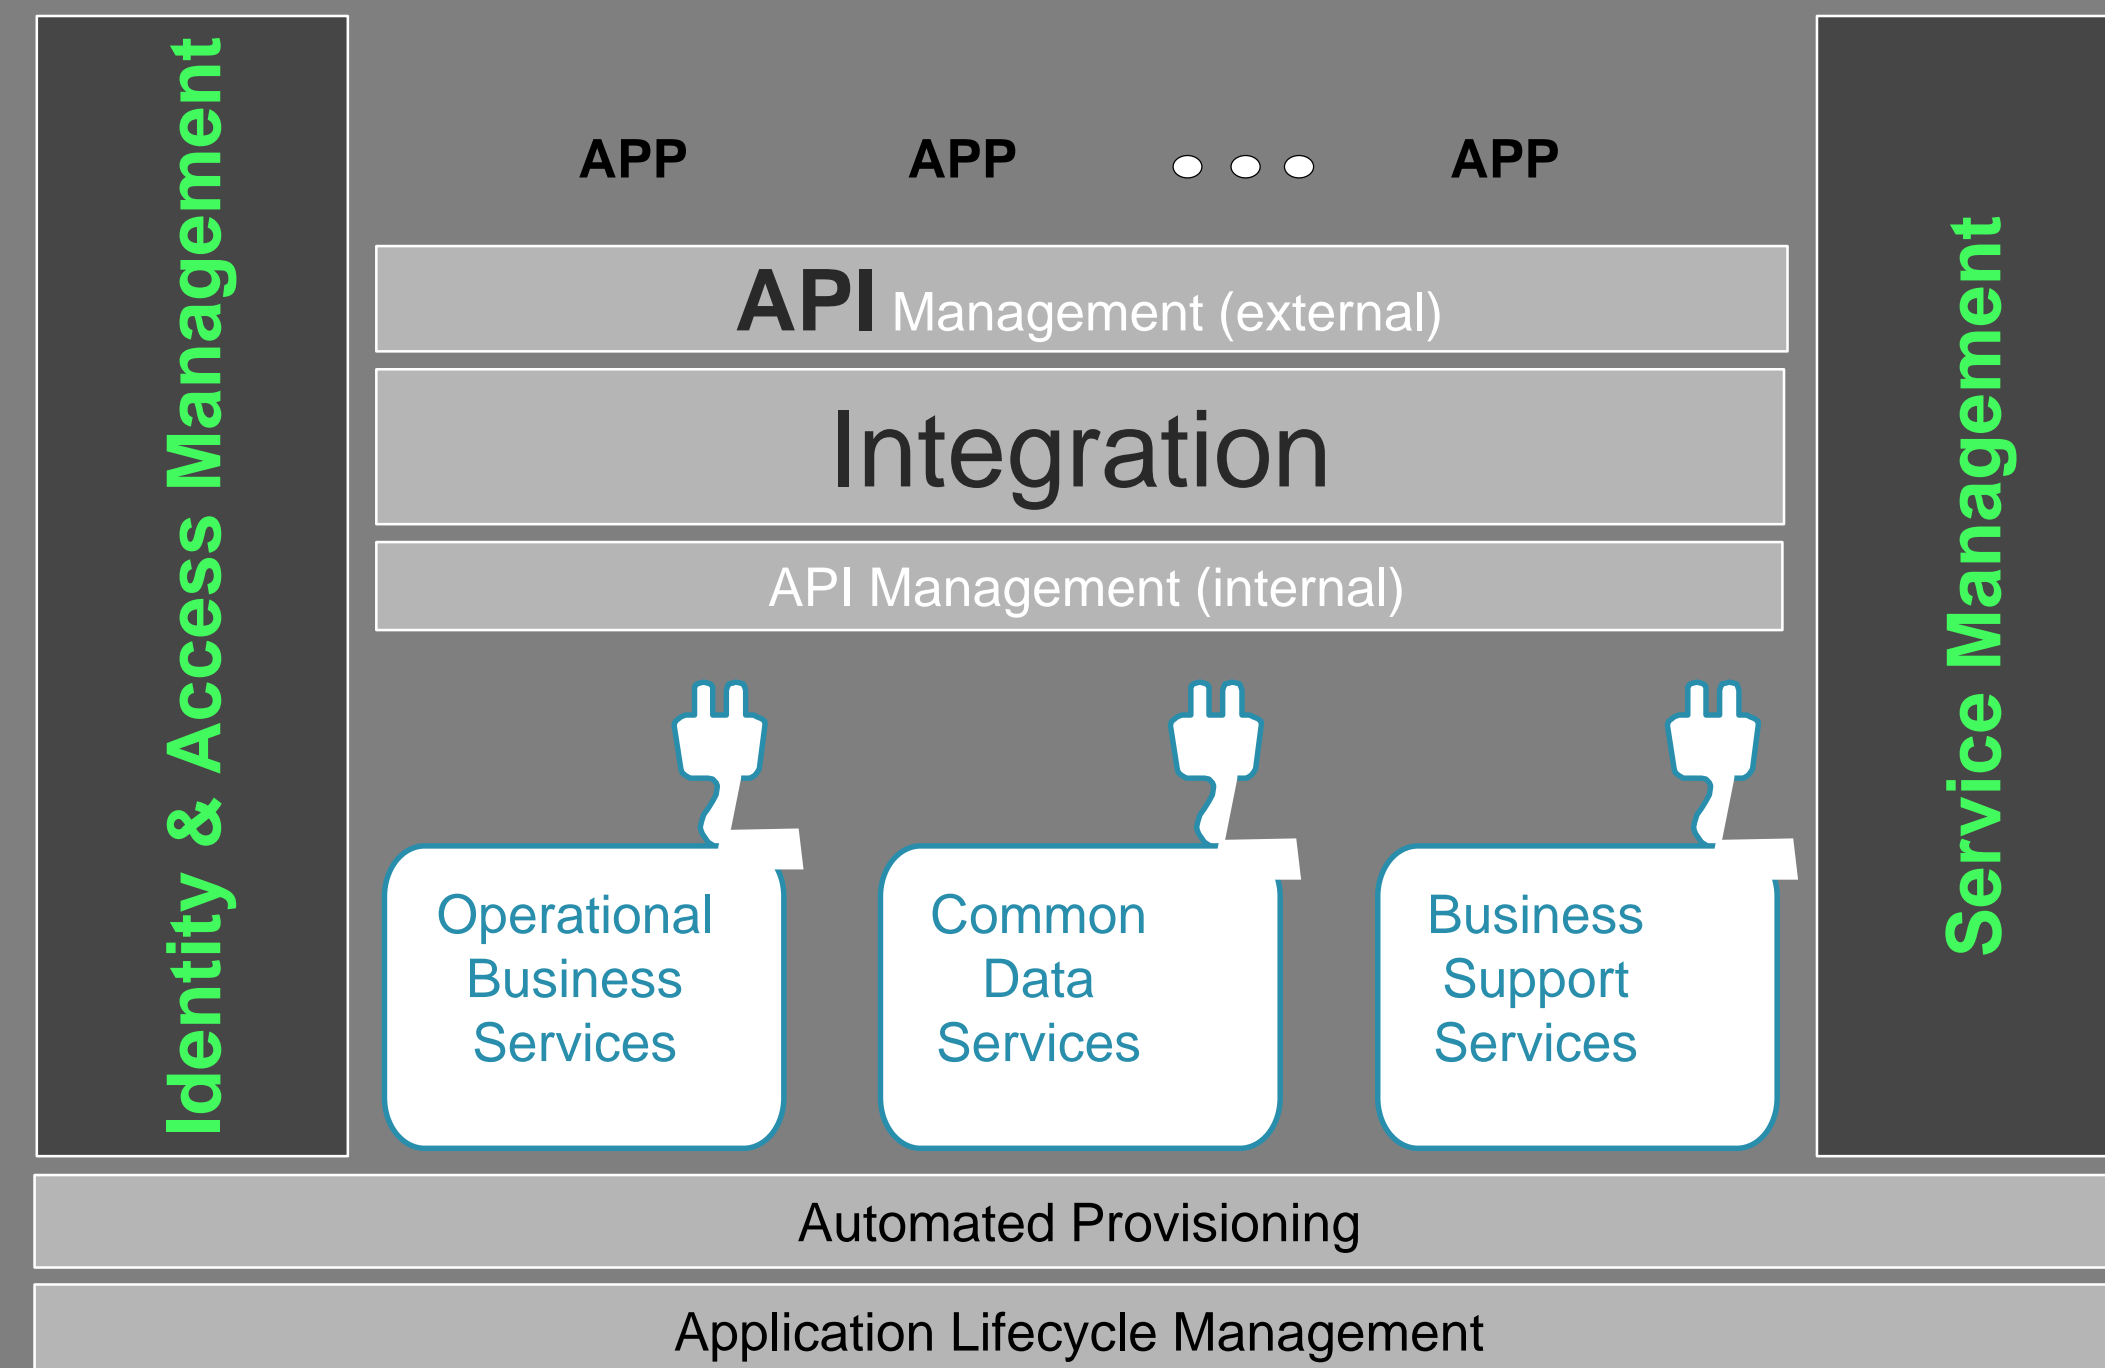 Identity & Access Management
APP APP APP
API Management (external)
Integration
API Management (internal)
Operational
Business
Services
Common
Data
Services
Business
Support
Services
Service Management
Automated Provisioning
Application Lifecycle Management